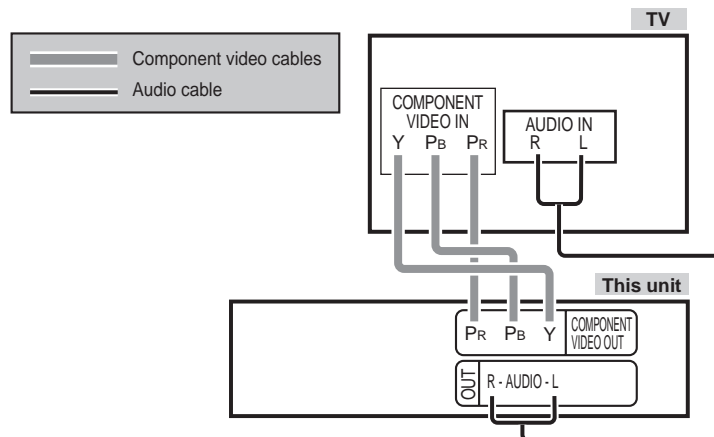 TV
Component video cables
Audio cable
COMPONENT
VIDEO IN
Y PB PR
AUDIO IN
R L
This unit
PR PB Y
COMPONENT
VIDEO OUT
OUT
R - AUDIO - L